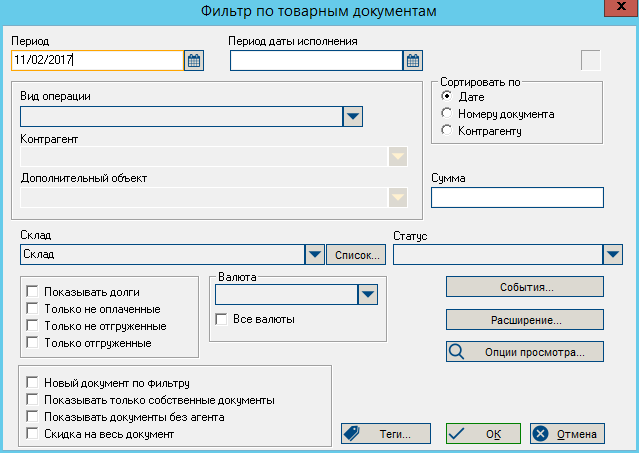 Фильтр по товарным документам
x
Период
Период даты исполнения
11/02/2017
Вид операции
Сортировать по
Дате
Номеру документа
Контрагенту
Контрагент
Дополнительный объект
Сумма
Склад
Статус
Склад
Список...
Показывать долги
Только не оплаченные
Только не отгруженные
Только отгруженные
Валюта
Все валюты
События...
Расширение...
Опции просмотра...
Новый документ по фильтру
Показывать только собственные документы
Показывать документы без агента
Скидка на весь документ
Теги...
ОК
Отмена